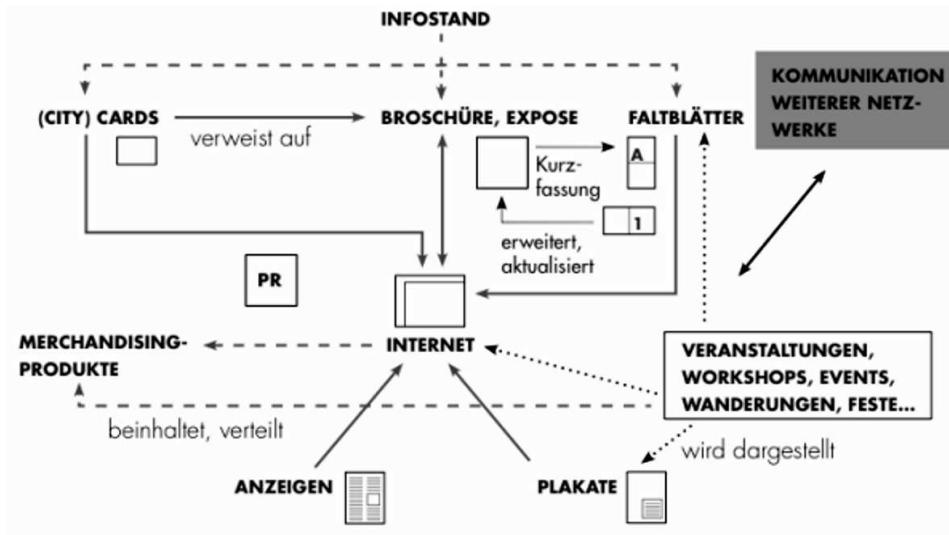 INFOSTAND
KOMMUNIKATION
WEITERER NETZ-
WERKE
(CITY) CARDS
verweist auf
BROSCHÜRE, EXPOSE
FALTBLÄTTER
A
Kurz-
fassung
1
erweitert,
aktualisiert
PR
MERCHANDISING-
PRODUKTE
INTERNET
VERANSTALTUNGEN,
WORKSHOPS, EVENTS,
WANDERUNGEN, FESTE...
beinhaltet, verteilt
wird dargestellt
ANZEIGEN
PLAKATE